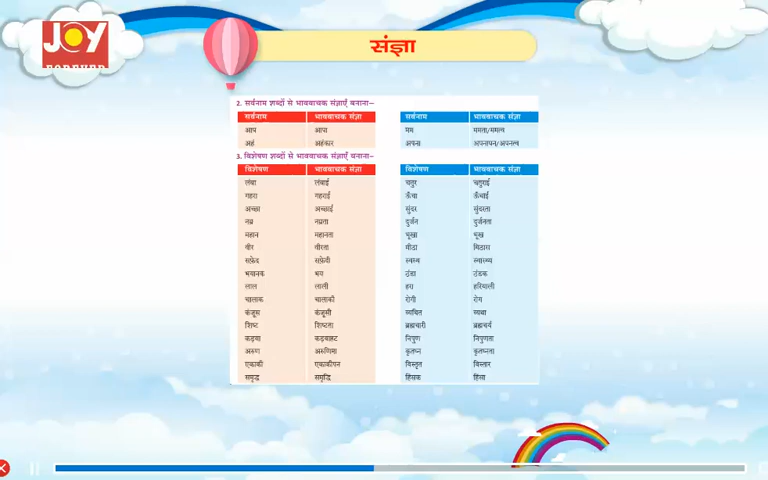 JOY
FOREVER
संज्ञा
2. सर्वनाम शब्दों से भाववाचक संज्ञाएँ बनाना–
सर्वनाम भाववाचक संज्ञा सर्वनाम भाववाचक संज्ञा
आप आपा मम ममता/ममत्व
अहं अहंकार अपना अपनापन/अपनत्व
3. विशेषण शब्दों से भाववाचक संज्ञाएँ बनाना–
विशेषण भाववाचक संज्ञा विशेषण भाववाचक संज्ञा
लंबा लंबाई चतुर चतुराई
गहरा गहराई ऊँचा ऊँचाई
अच्छा अच्छाई सुंदर सुंदरता
नम्र नम्रता दुर्जन दुर्जनता
महान महानता भूखा भूख
वीर वीरता मीठा मिठास
सफ़ेद सफ़ेदी स्वस्थ स्वास्थ्य
भयानक भय ठंडा ठंडक
लाल लाली हरा हरियाली
चालाक चालाकी रोगी रोग
कंजूस कंजूसी व्यथित व्यथा
शिष्ट शिष्टता ब्रह्मचारी ब्रह्मचर्य
कड़वा कड़वाहट निपुण निपुणता
अरुण अरुणिमा कृतघ्न कृतघ्नता
एकाकी एकाकीपन विस्तृत विस्तार
समृद्ध समृद्धि हिंसक हिंसा